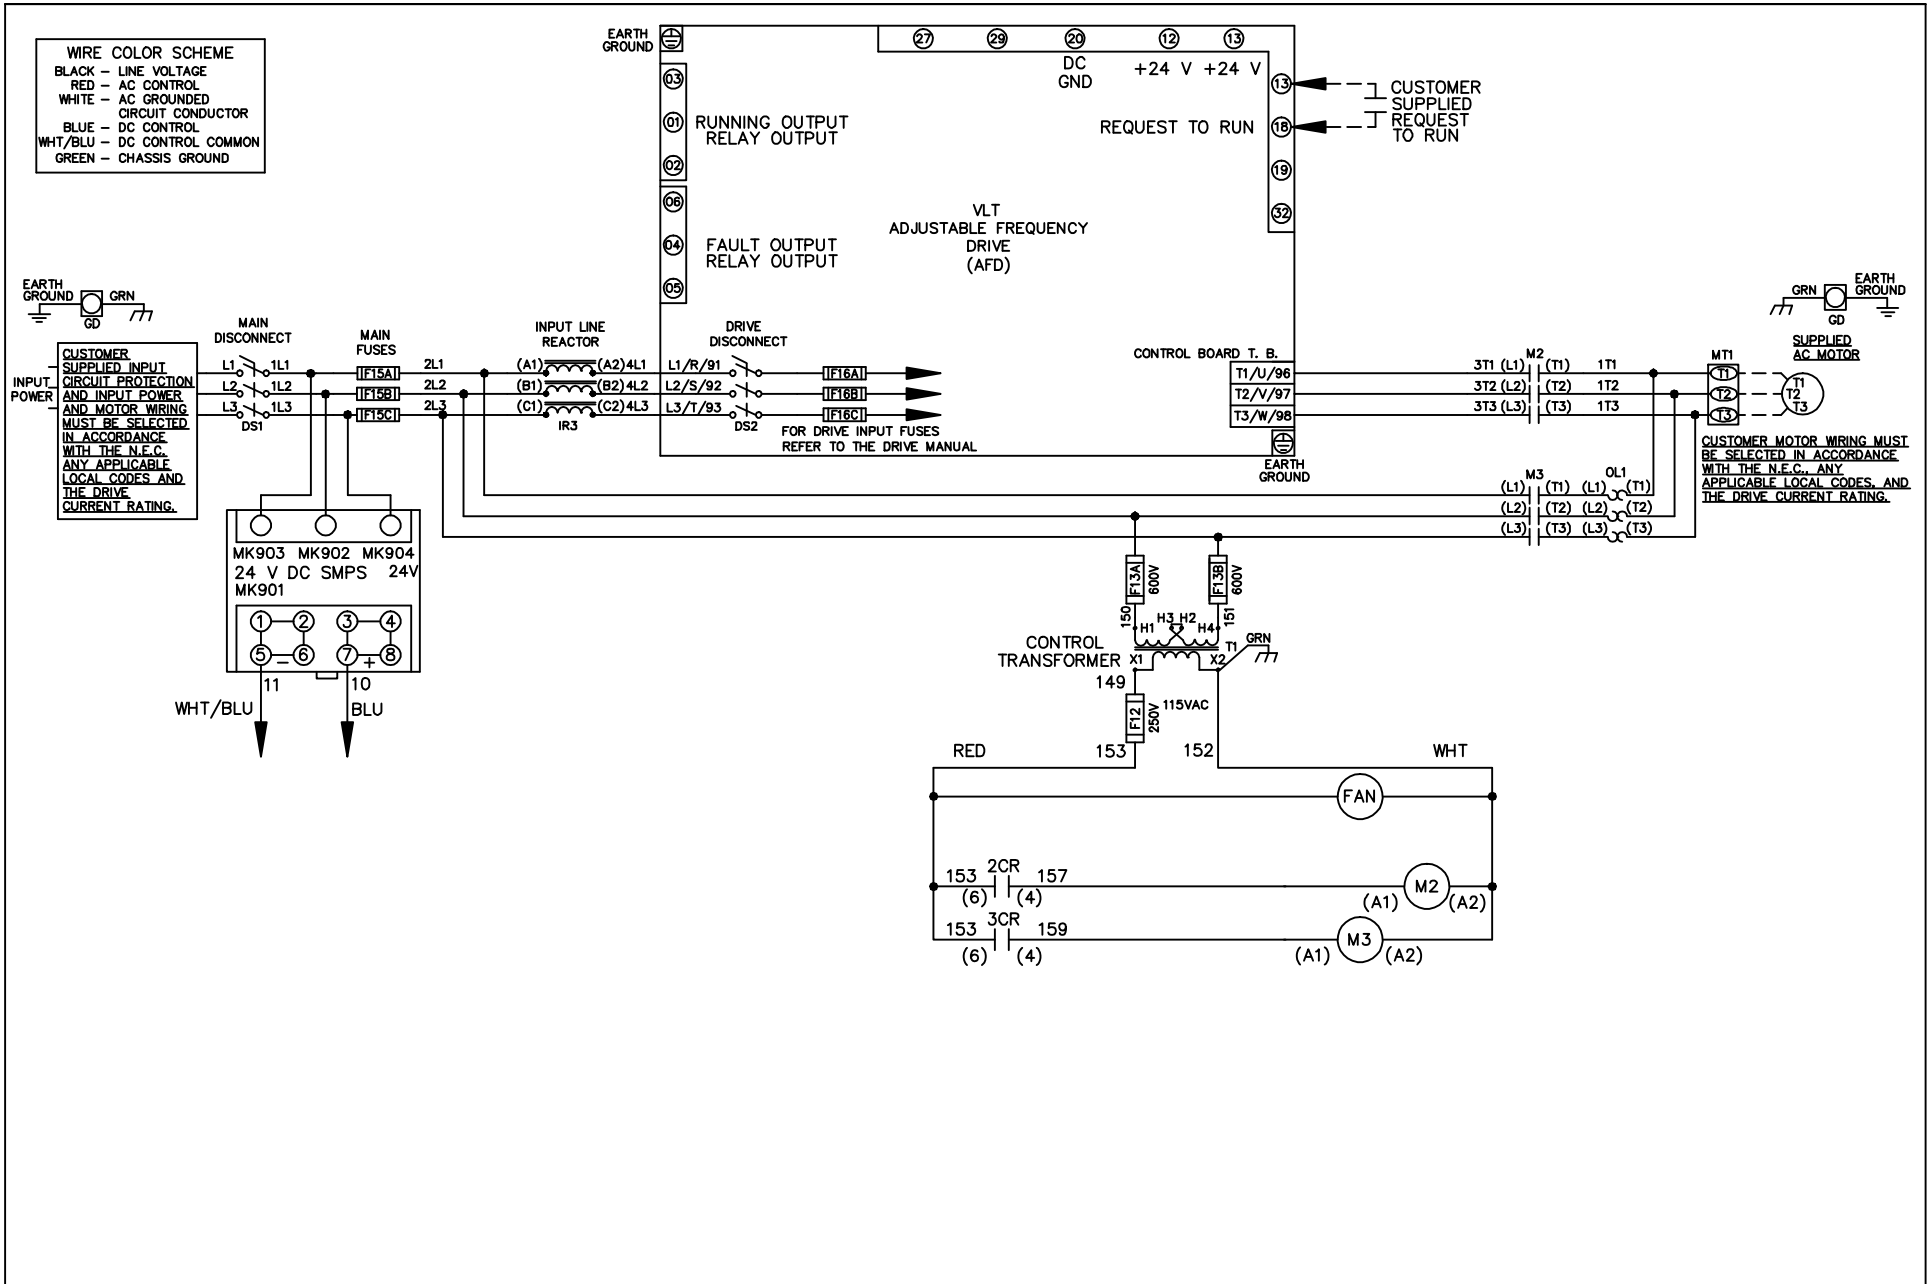 WIRE COLOR SCHEME
BLACK – LINE VOLTAGE
RED – AC CONTROL
WHITE – AC GROUNDED
CIRCUIT CONDUCTOR
BLUE – DC CONTROL
WHT/BLU – DC CONTROL COMMON
GREEN – CHASSIS GROUND
EARTH
GROUND
27 29 20 12 13
DC
GND
+24 V +24 V
03
01
02
RUNNING OUTPUT
RELAY OUTPUT
06
04
05
FAULT OUTPUT
RELAY OUTPUT
VLT
ADJUSTABLE FREQUENCY
DRIVE
(AFD)
13
REQUEST TO RUN 18
19
32
CUSTOMER
SUPPLIED
REQUEST
TO RUN
EARTH
GROUND
GRN
GD
INPUT
POWER
CUSTOMER
SUPPLIED INPUT
CIRCUIT PROTECTION
AND INPUT POWER
AND MOTOR WIRING
MUST BE SELECTED
IN ACCORDANCE
WITH THE N.E.C.
ANY APPLICABLE
LOCAL CODES AND
THE DRIVE
CURRENT RATING.
MAIN
DISCONNECT
L1 1L1
L2 1L2
L3 1L3
DS1
MAIN
FUSES
F15A 2L1
F15B 2L2
F15C 2L3
INPUT LINE
REACTOR
(A1) (A2) 4L1
(B1) (B2) 4L2
(C1) (C2) 4L3
IR3
DRIVE
DISCONNECT
L1/R/91
L2/S/92
L3/T/93
DS2
F16A
F16B
F16C
FOR DRIVE INPUT FUSES
REFER TO THE DRIVE MANUAL
CONTROL BOARD T. B.
T1/U/96
T2/V/97
T3/W/98
EARTH
GROUND
M2
3T1 (L1) (T1) 1T1
3T2 (L2) (T2) 1T2
3T3 (L3) (T3) 1T3
MT1
T1
T2
T3
GRN
EARTH
GROUND
GD
SUPPLIED
AC MOTOR
T1
T2
T3
CUSTOMER MOTOR WIRING MUST
BE SELECTED IN ACCORDANCE
WITH THE N.E.C., ANY
APPLICABLE LOCAL CODES, AND
THE DRIVE CURRENT RATING.
M3 OL1
(L1) (T1) (L1) (T1)
(L2) (T2) (L2) (T2)
(L3) (T3) (L3) (T3)
MK903 MK902 MK904
24 V DC SMPS 24V
MK901
1 2 3 4
5 – 6 7 + 8
11 10
WHT/BLU BLU
F13A
600V
F13B
600V
150
151
H1 H3 H2 H4
CONTROL
TRANSFORMER
X1 X2
T1
GRN
149
F12
250V
115VAC
RED 153 152 WHT
FAN
153 2CR 157
(6) (4)
M2
(A1) (A2)
153 3CR 159
(6) (4)
M3
(A1) (A2)